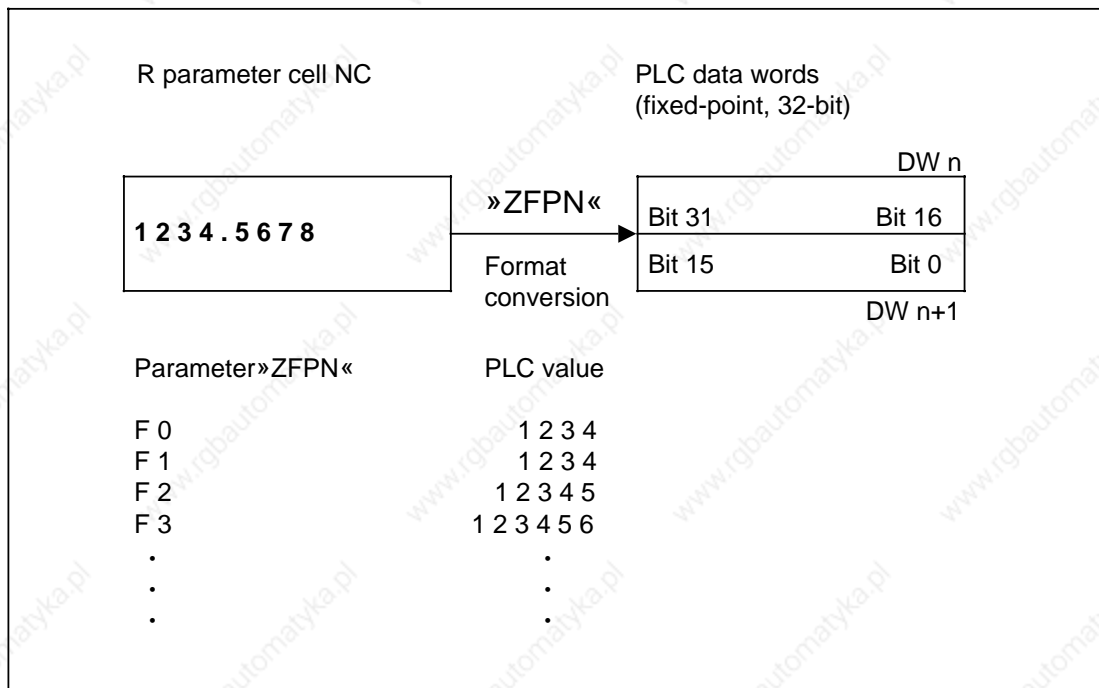 R parameter cell NC
PLC data words
(fixed-point, 32-bit)
DW n
1 2 3 4 . 5 6 7 8
»ZFPN«
Bit 31 Bit 16
Format
conversion
Bit 15 Bit 0
DW n+1
Parameter»ZFPN« PLC value
F 0 1 2 3 4
F 1 1 2 3 4
F 2 1 2 3 4 5
F 3 1 2 3 4 5 6
. .
. .
. .
www.rgbautomatyka.pl